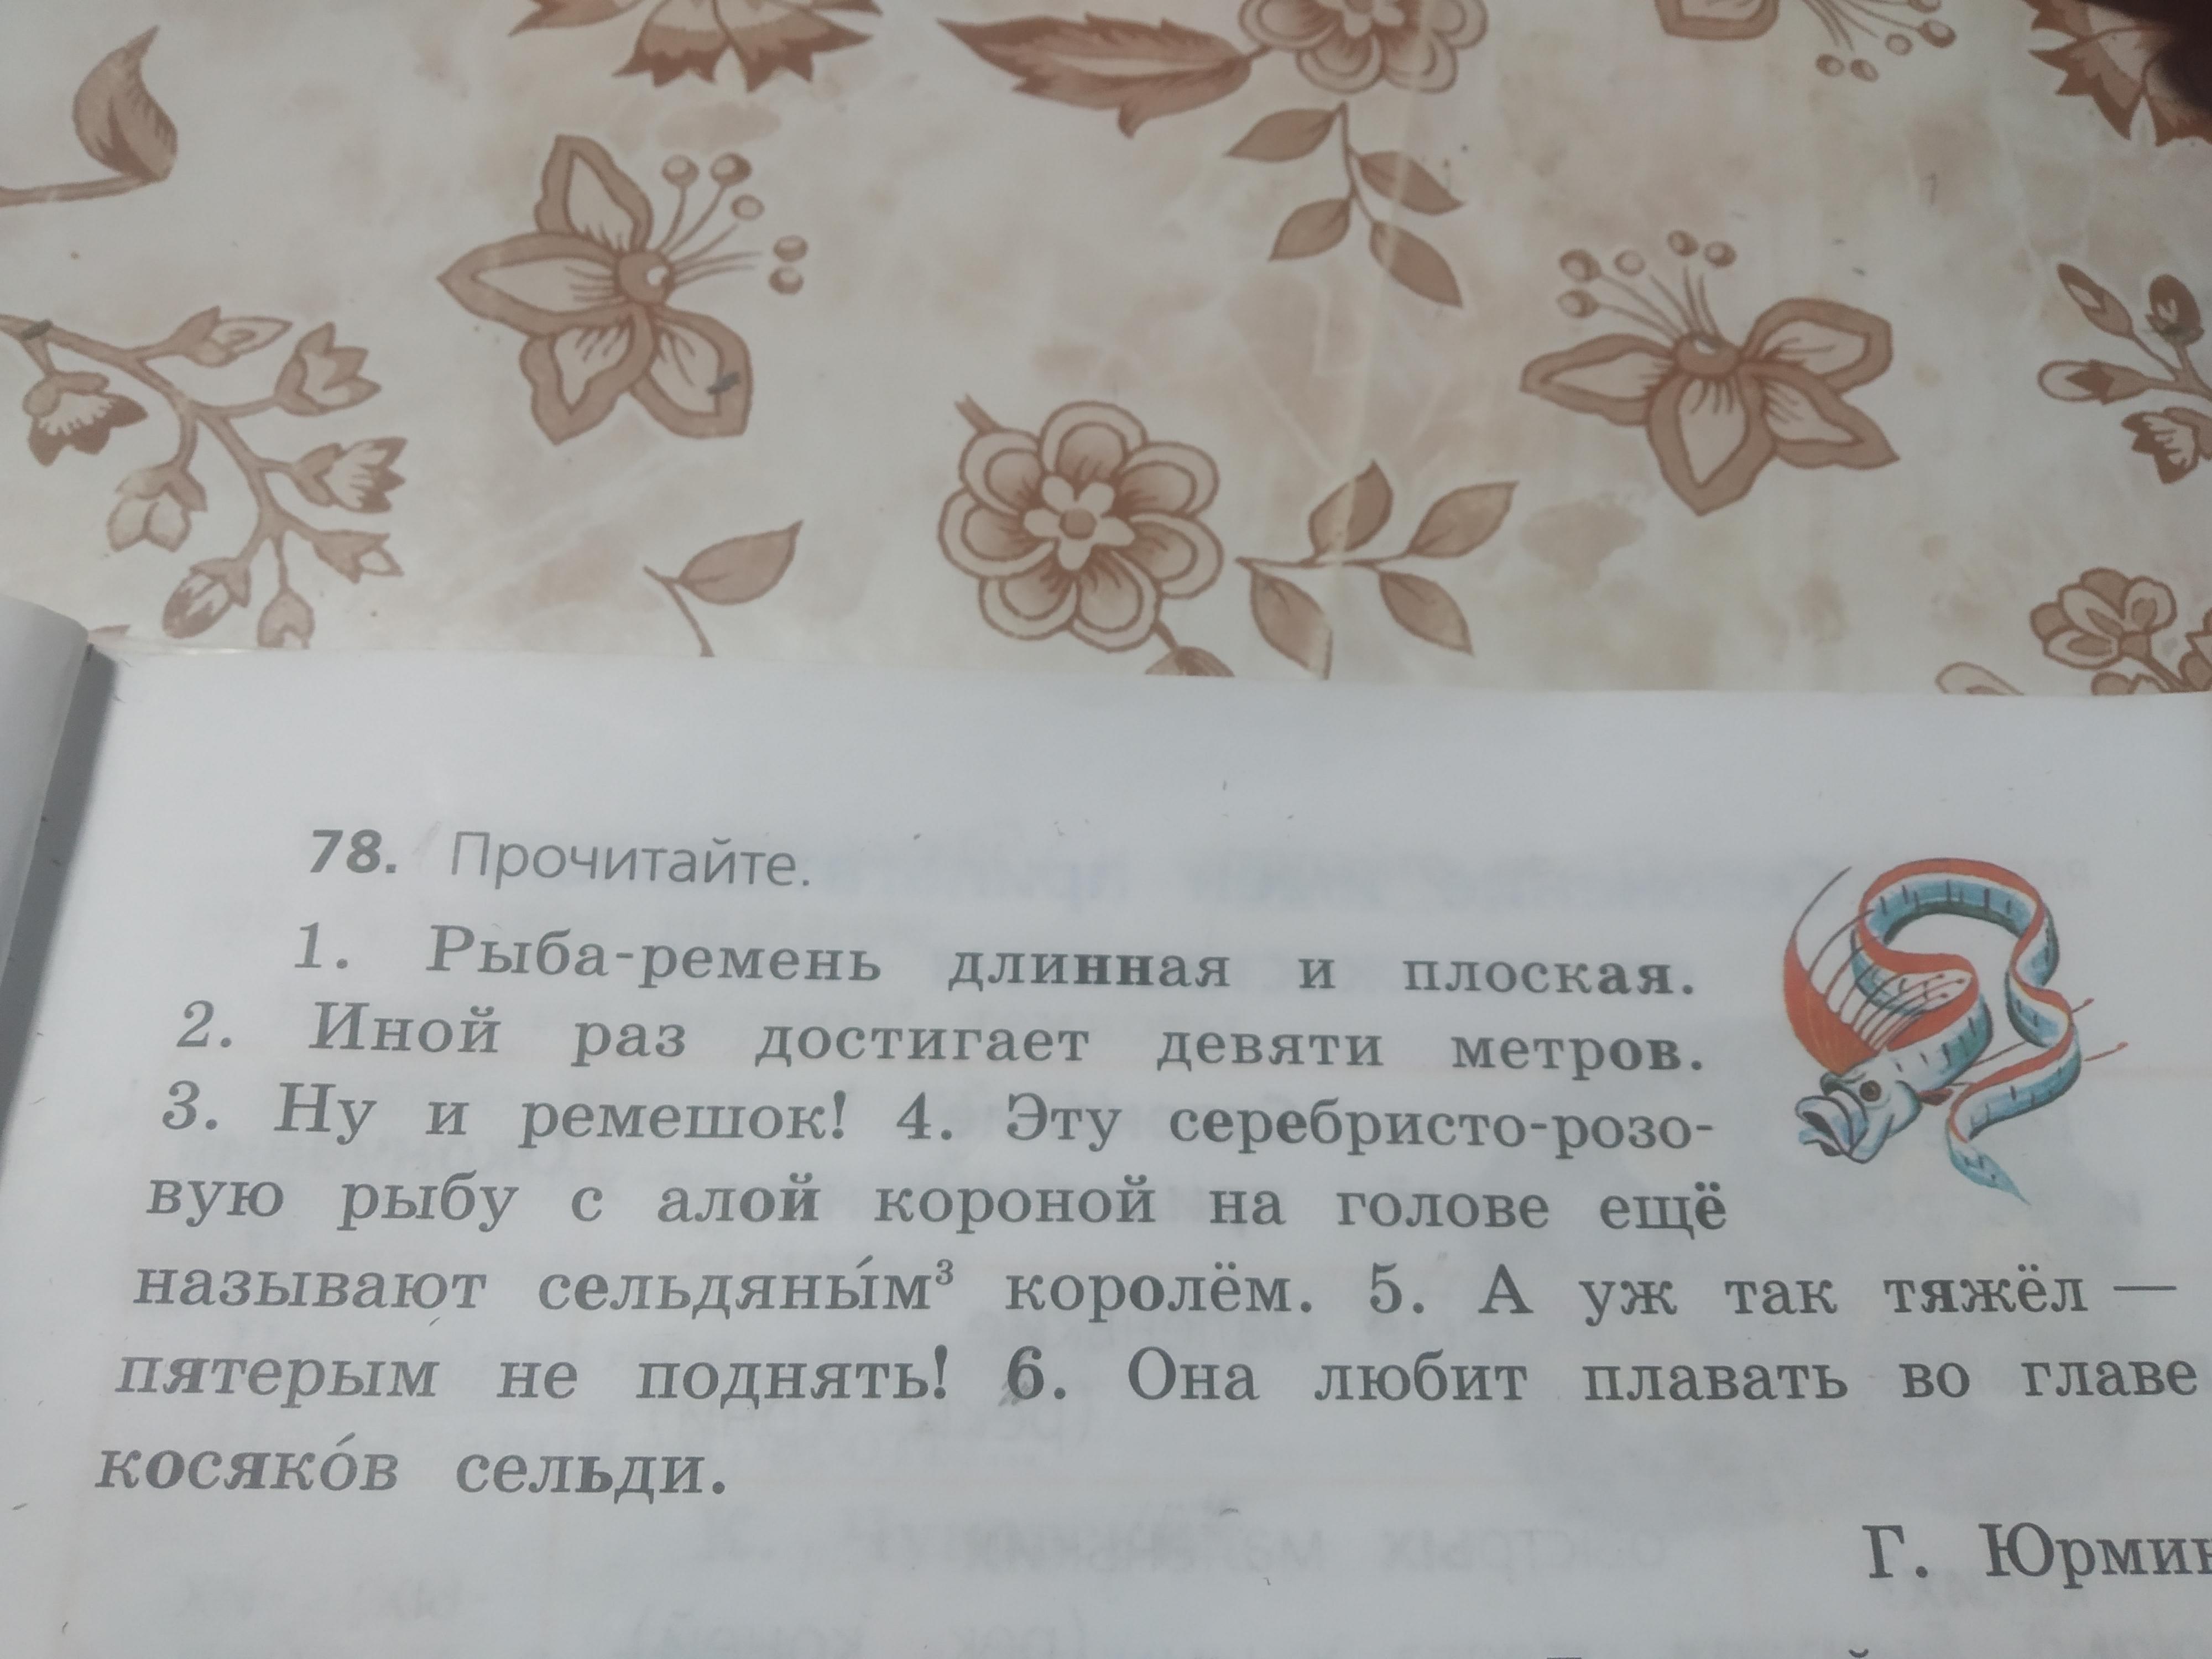 78. Прочитайте.
1. Рыба-ремень длинная и плоская.
2. Иной раз достигает девяти метров.
3. Ну и ремешок! 4. Эту серебристо-розо-
вую рыбу с алой короной на голове ещё
называют сельдяны́м³ королём. 5. А уж так тяжёл —
пятерым не поднять! 6. Она любит плавать во главе
косяко́в сельди.
Г. Юрмин